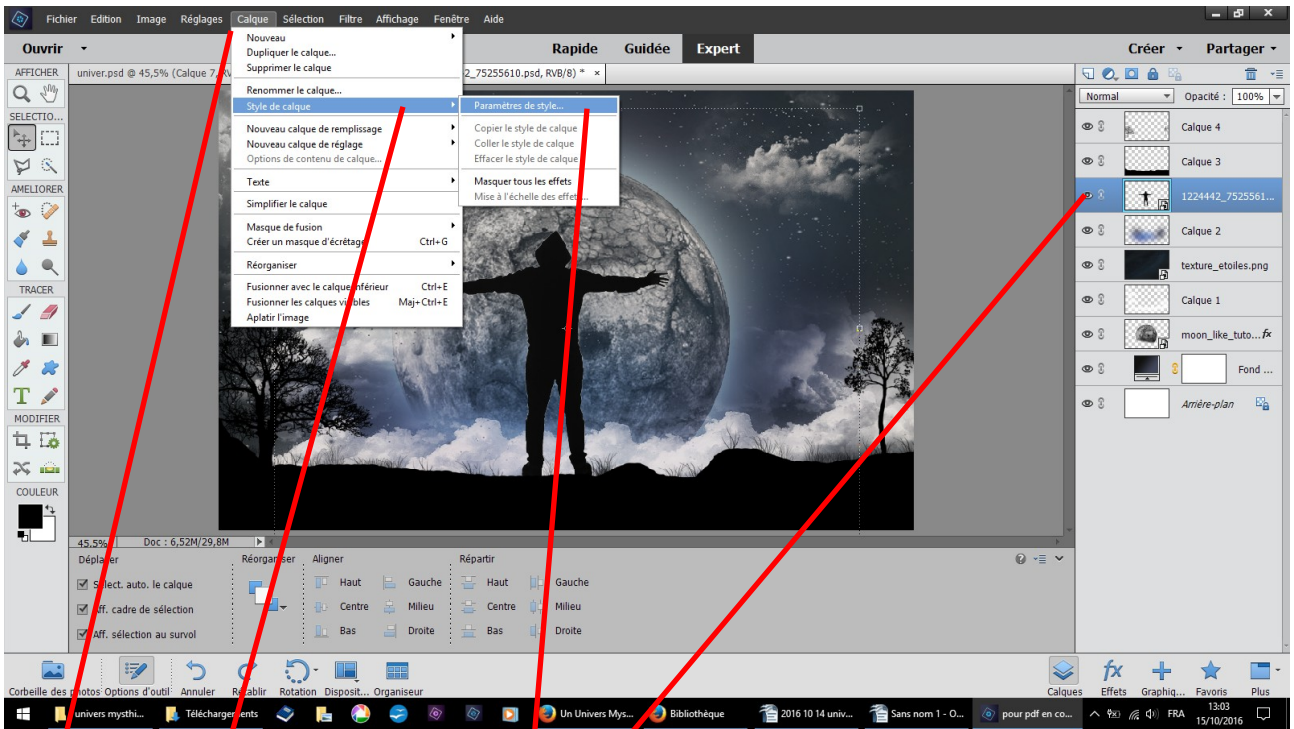 Fichier Edition Image Réglages Calque Sélection Filtre Affichage Fenêtre Aide
Ouvrir Rapide Guidée Expert Créer Partager
AFFICHER
univer.psd @ 45,5% (Calque 7, RV
2_75255610.psd, RVB/8) * ×
Nouveau
Dupliquer le calque...
Supprimer le calque
Renommer le calque...
Style de calque
Nouveau calque de remplissage
Nouveau calque de réglage
Options de contenu de calque...
Texte
Simplifier le calque
Masque de fusion
Créer un masque d'écrêtage Ctrl+G
Réorganiser
Fusionner avec le calque inférieur Ctrl+E
Fusionner les calques visibles Maj+Ctrl+E
Aplatir l'image
Paramètres de style...
Copier le style de calque
Coller le style de calque
Effacer le style de calque
Masquer tous les effets
Mise à l'échelle des effets...
SELECTIO...
AMELIORER
TRACER
T
MODIFIER
COULEUR
Normal Opacité : 100%
Calque 4
Calque 3
1224442_7525561...
Calque 2
texture_etoiles.png
Calque 1
moon_like_tuto... fx
Fond ...
Arrière-plan
45,5% Doc : 6,52M/29,8M
Déplacer Réorganiser Aligner Répartir
Sélect. auto. le calque Haut Gauche Haut Gauche
Aff. cadre de sélection Centre Milieu Centre Milieu
Aff. sélection au survol Bas Droite Bas Droite
Corbeille des photos Options d'outil Annuler Rétablir Rotation Disposit... Organiseur Calques Effets Graphiq... Favoris Plus
univers mysthi... Téléchargements Un Univers Mys... Bibliothèque 2016 10 14 univ... Sans nom 1 - O... pour pdf en co... FRA 13:03
15/10/2016